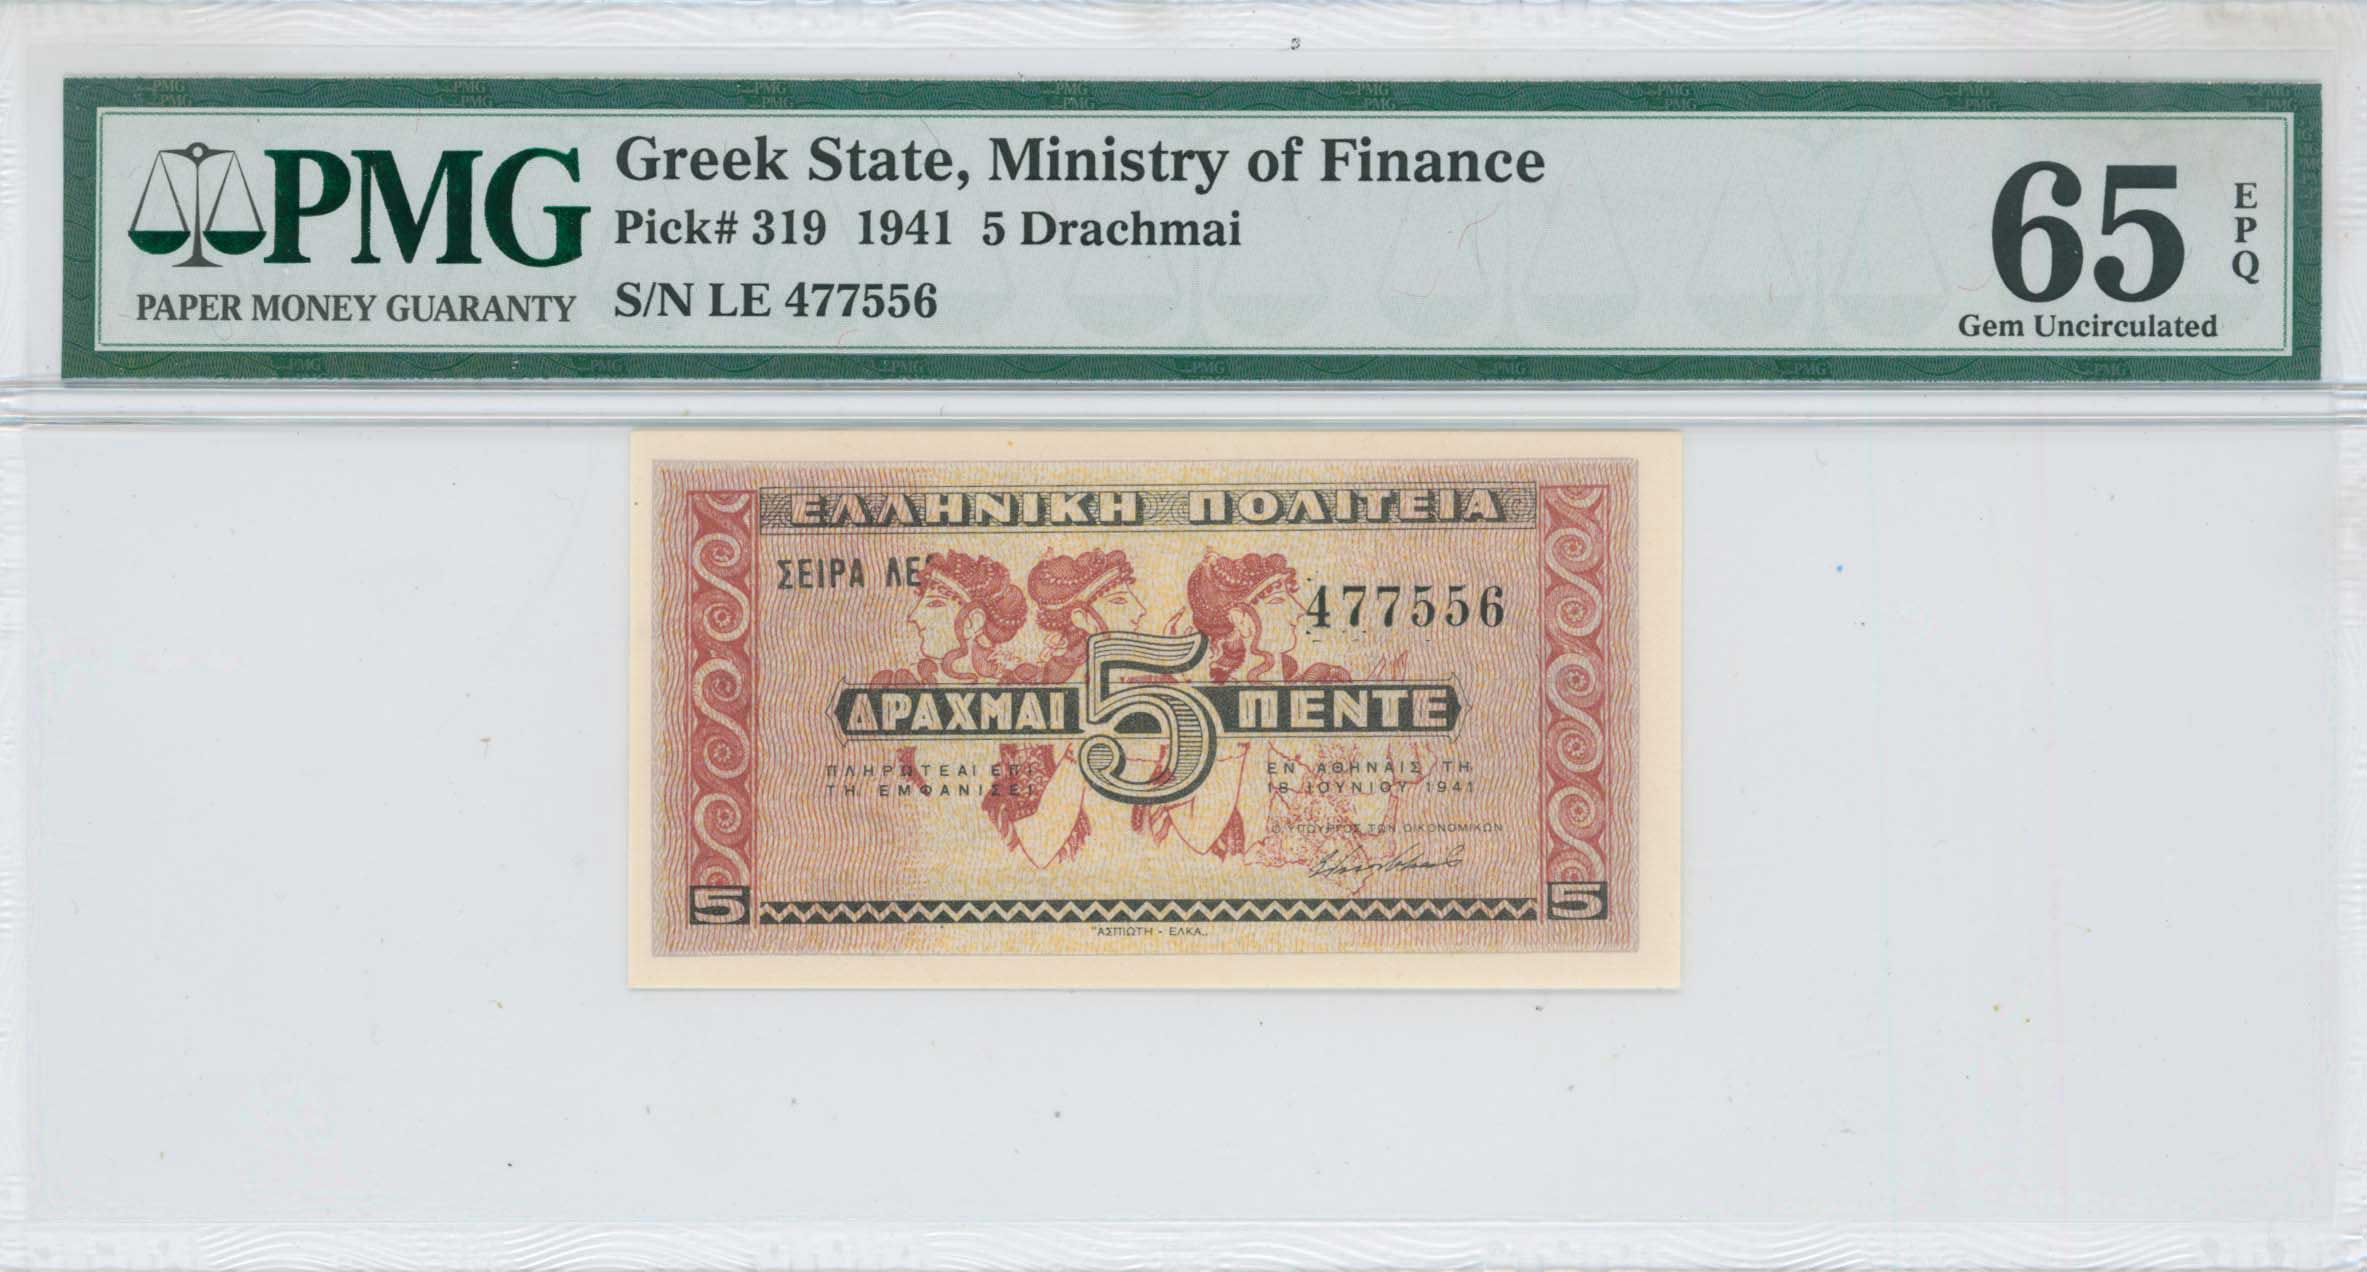 PMG
PAPER MONEY GUARANTY
Greek State, Ministry of Finance
Pick# 319 1941 5 Drachmai
S/N LE 477556
65
EPQ
Gem Uncirculated
ΕΛΛΗΝΙΚΗ ΠΟΛΙΤΕΙΑ
ΣΕΙΡΑ ΛΕ
477556
ΔΡΑΧΜΑΙ 5 ΠΕΝΤΕ
ΠΛΗΡΩΤΕΑΙ ΕΠΙ
ΤΗ ΕΜΦΑΝΙΣΕΙ
ΕΝ ΑΘΗΝΑΙΣ ΤΗ
18 ΙΟΥΝΙΟΥ 1941
Ο ΥΠΟΥΡΓΟΣ ΤΩΝ ΟΙΚΟΝΟΜΙΚΩΝ
5 5
"ΑΣΠΙΩΤΗ - ΕΛΚΑ„